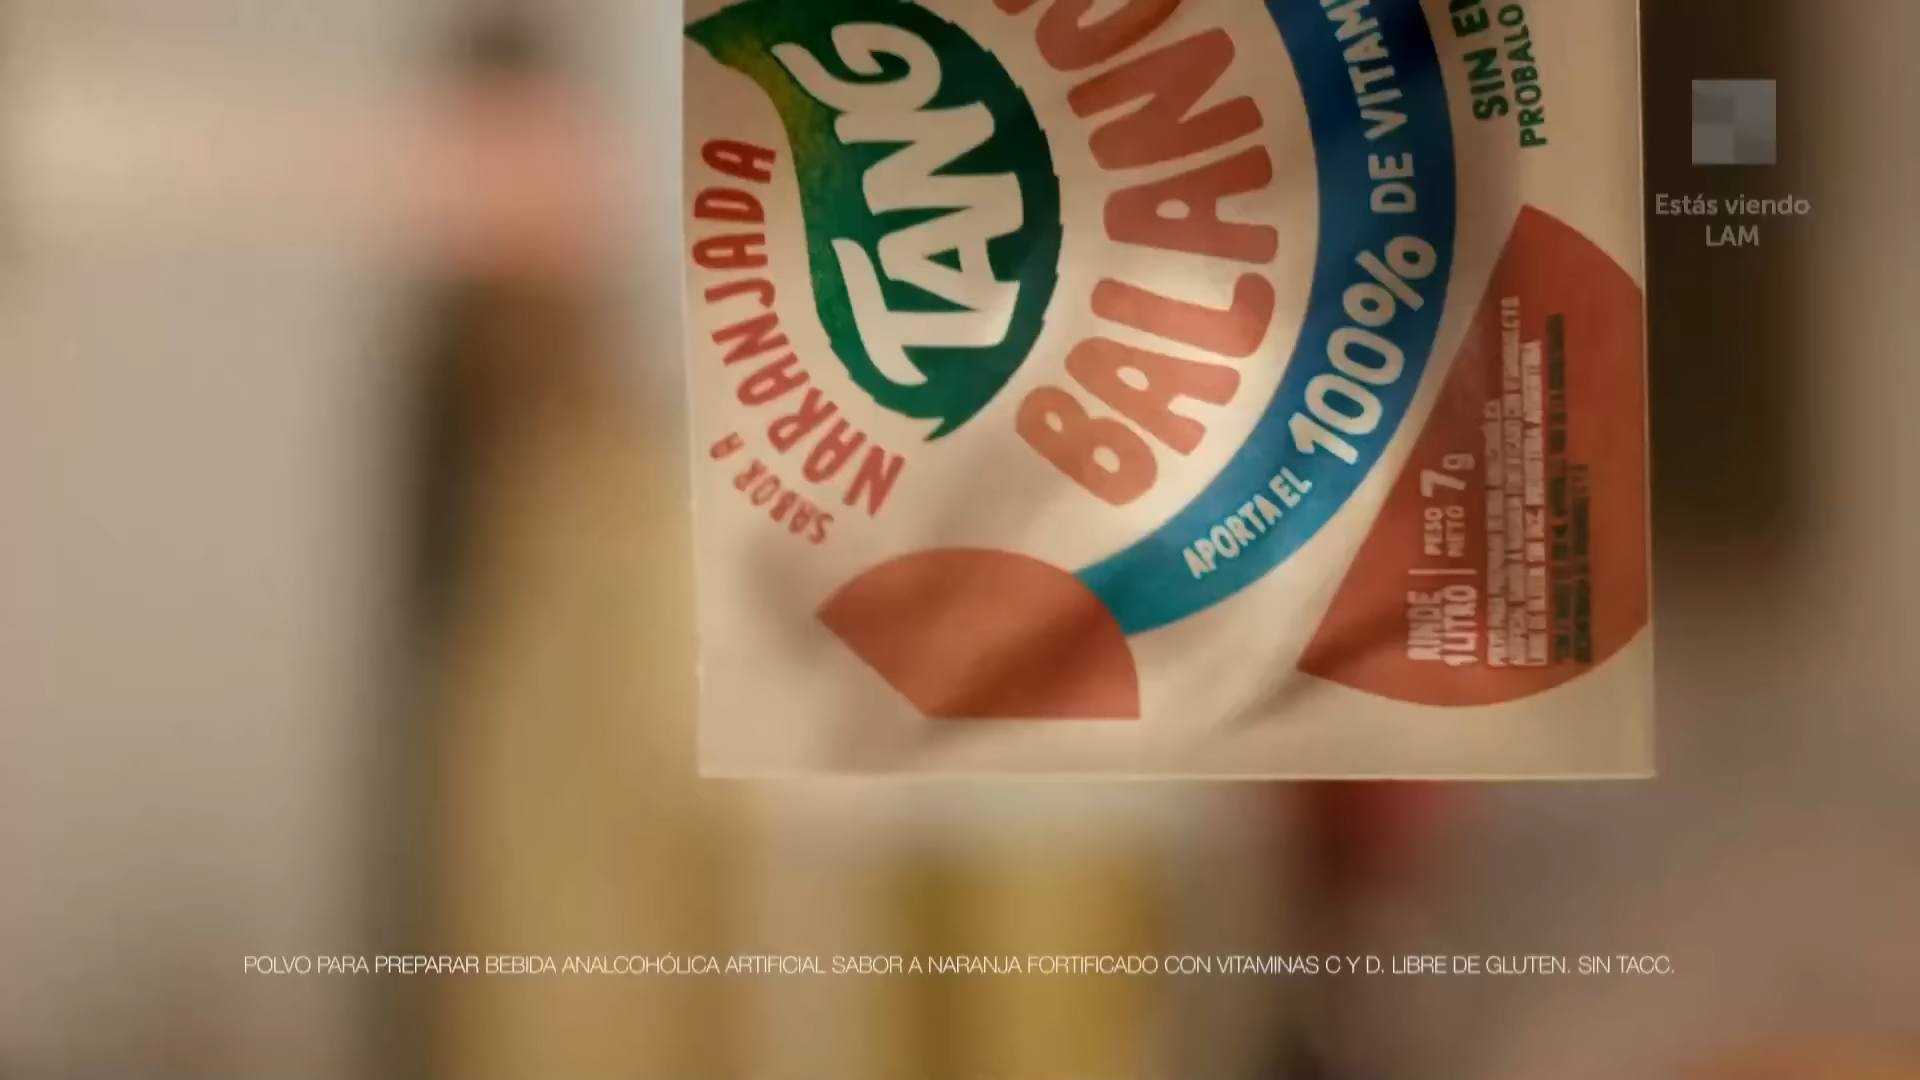 TANG
SABOR A
NARANJADA
BALANC
APORTA EL 100% DE VITAM
SIN E
PROBALO
RINDE
1 LITRO
PESO
NETO 7g
Estás viendo
LAM
POLVO PARA PREPARAR BEBIDA ANALCOHÓLICA ARTIFICIAL SABOR A NARANJA FORTIFICADO CON VITAMINAS C Y D. LIBRE DE GLUTEN. SIN TACC.